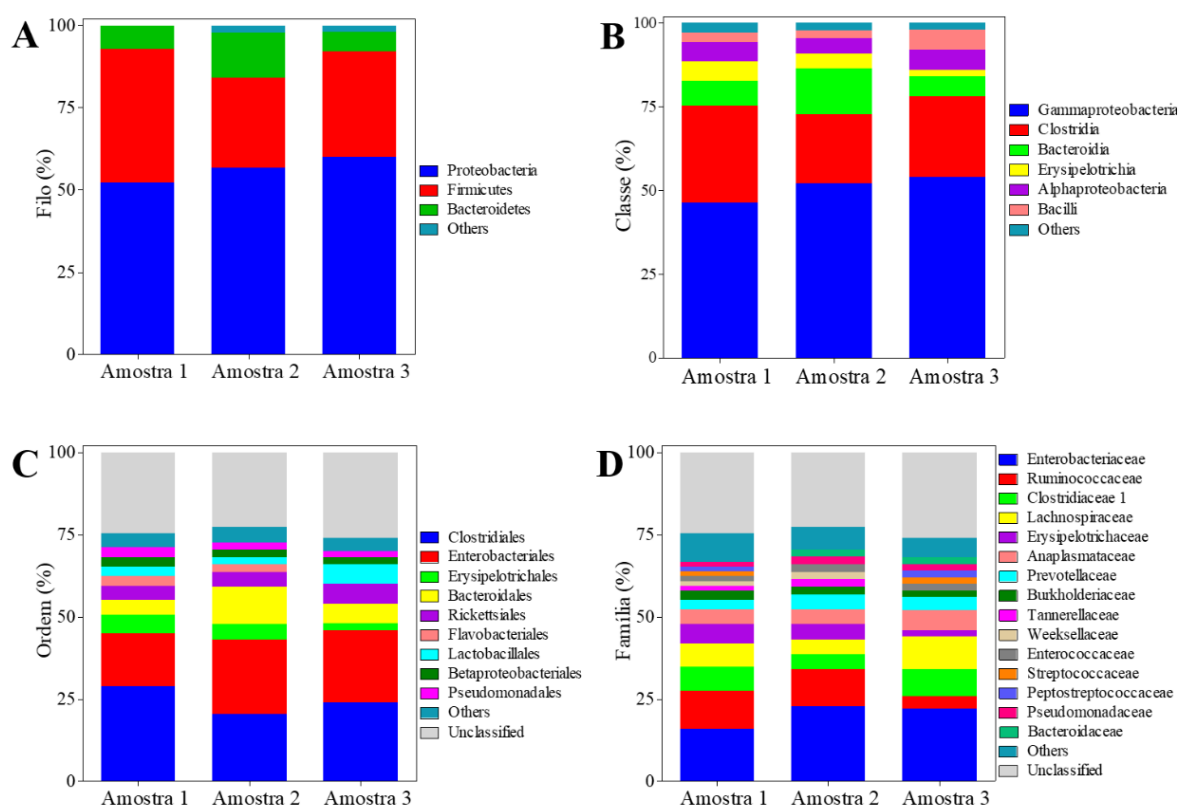 A
Filo (%)
100
75
50
25
0
Amostra 1 Amostra 2 Amostra 3
Proteobacteria
Firmicutes
Bacteroidetes
Others
B
Classe (%)
100
75
50
25
0
Amostra 1 Amostra 2 Amostra 3
Gammaproteobacteria
Clostridia
Bacteroidia
Erysipelotrichia
Alphaproteobacteria
Bacilli
Others
C
Ordem (%)
100
75
50
25
0
Amostra 1 Amostra 2 Amostra 3
Clostridiales
Enterobacteriales
Erysipelotrichales
Bacteroidales
Rickettsiales
Flavobacteriales
Lactobacillales
Betaproteobacteriales
Pseudomonadales
Others
Unclassified
D
Família (%)
100
75
50
25
0
Amostra 1 Amostra 2 Amostra 3
Enterobacteriaceae
Ruminococcaceae
Clostridiaceae 1
Lachnospiraceae
Erysipelotrichaceae
Anaplasmataceae
Prevotellaceae
Burkholderiaceae
Tannerellaceae
Weeksellaceae
Enterococcaceae
Streptococcaceae
Peptostreptococcaceae
Pseudomonadaceae
Bacteroidaceae
Others
Unclassified